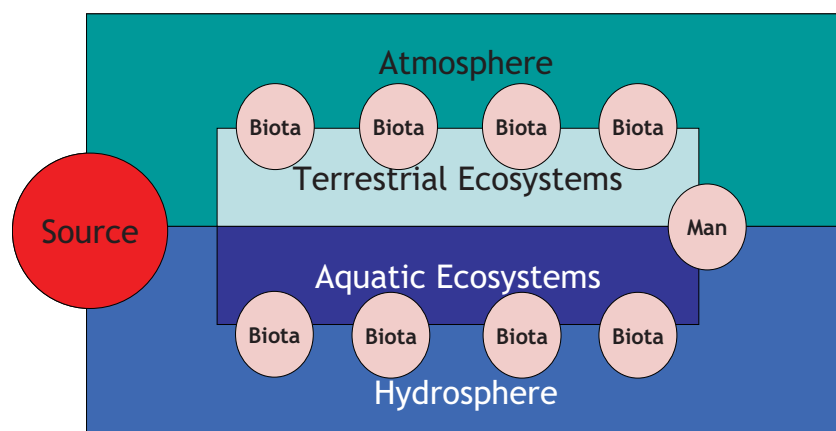 Atmosphere
Biota Biota Biota Biota
Terrestrial Ecosystems
Source
Man
Aquatic Ecosystems
Biota Biota Biota Biota
Hydrosphere